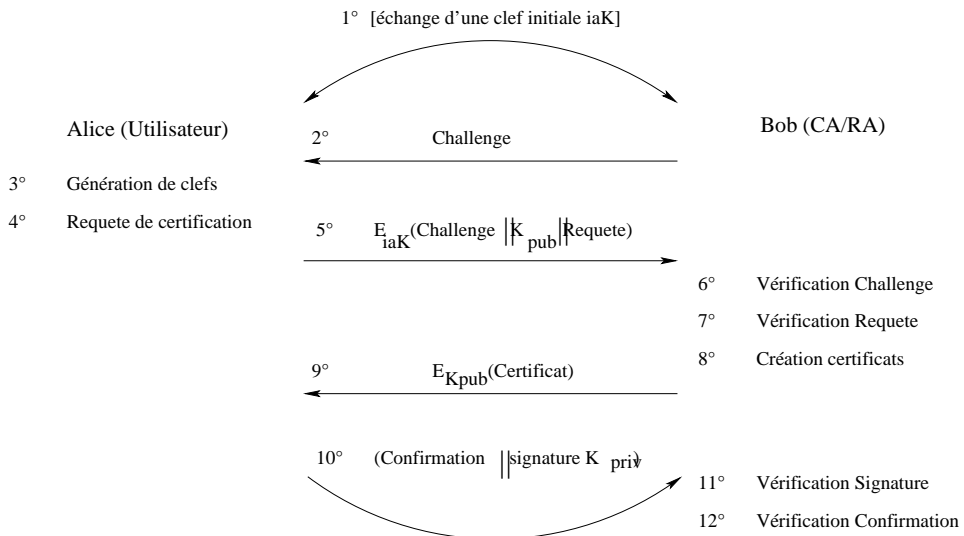 1° [échange d'une clef initiale iaK]
Alice (Utilisateur)
Bob (CA/RA)
2° Challenge
3° Génération de clefs
4° Requete de certification
5° E iaK (Challenge || K pub || Requete)
6° Vérification Challenge
7° Vérification Requete
8° Création certificats
9° E Kpub (Certificat)
10° (Confirmation || signature K priv)
11° Vérification Signature
12° Vérification Confirmation